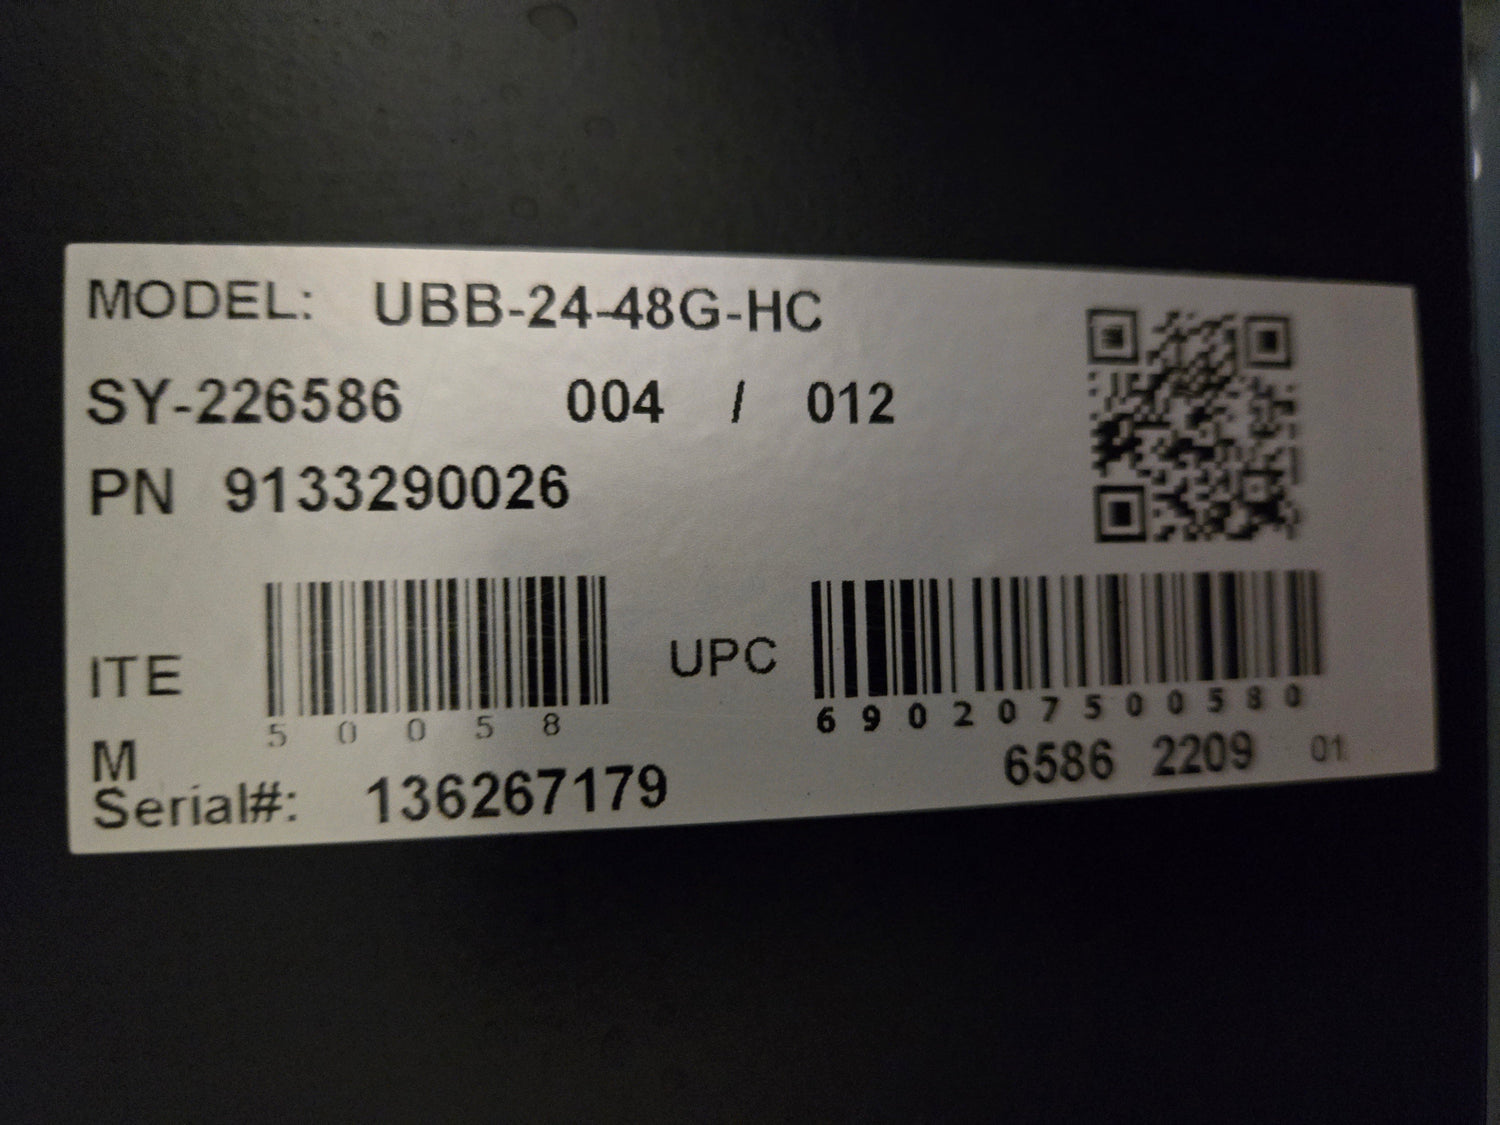 MODEL: UBB-24-48G-HC
SY-226586 004 / 012
PN 9133290026
ITE
M
50058
UPC
690207500580
6586 2209 01
Serial#: 136267179